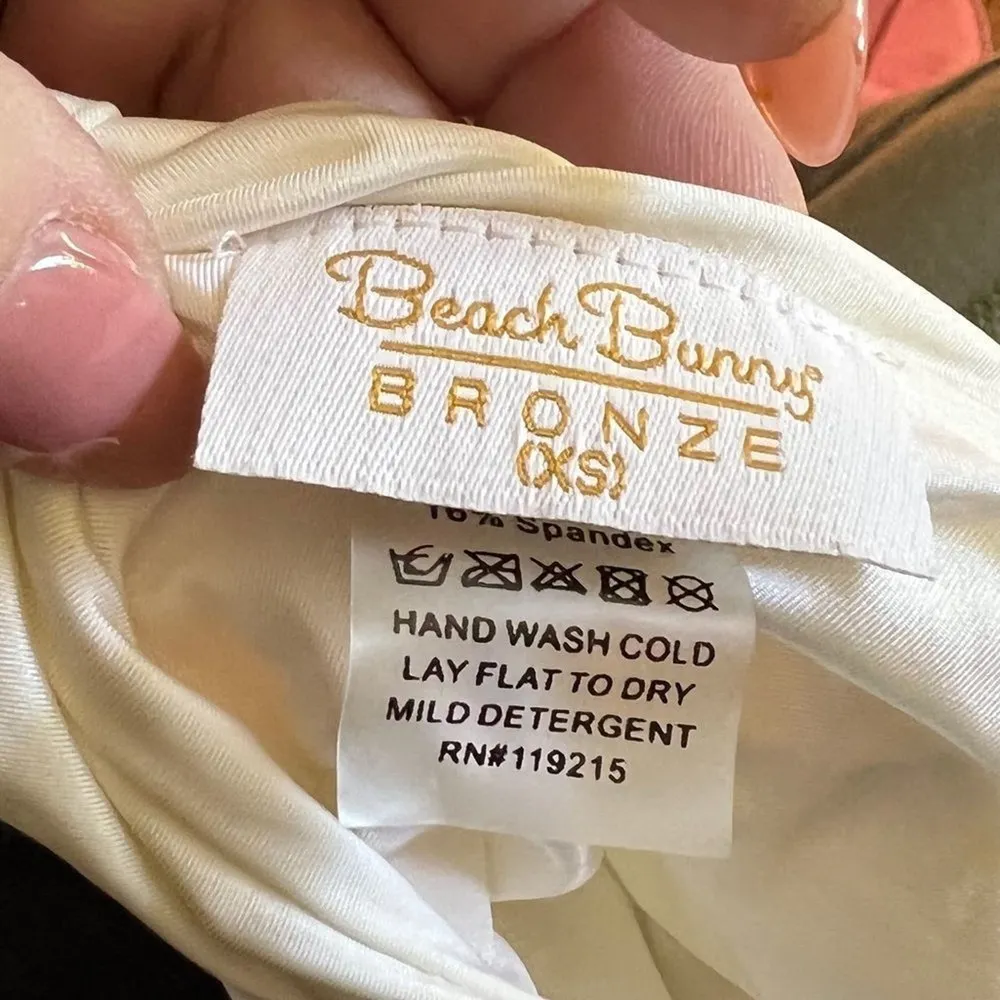 Beach Bunny
BRONZE
(XS)
16% Spandex
HAND WASH COLD
LAY FLAT TO DRY
MILD DETERGENT
RN#119215